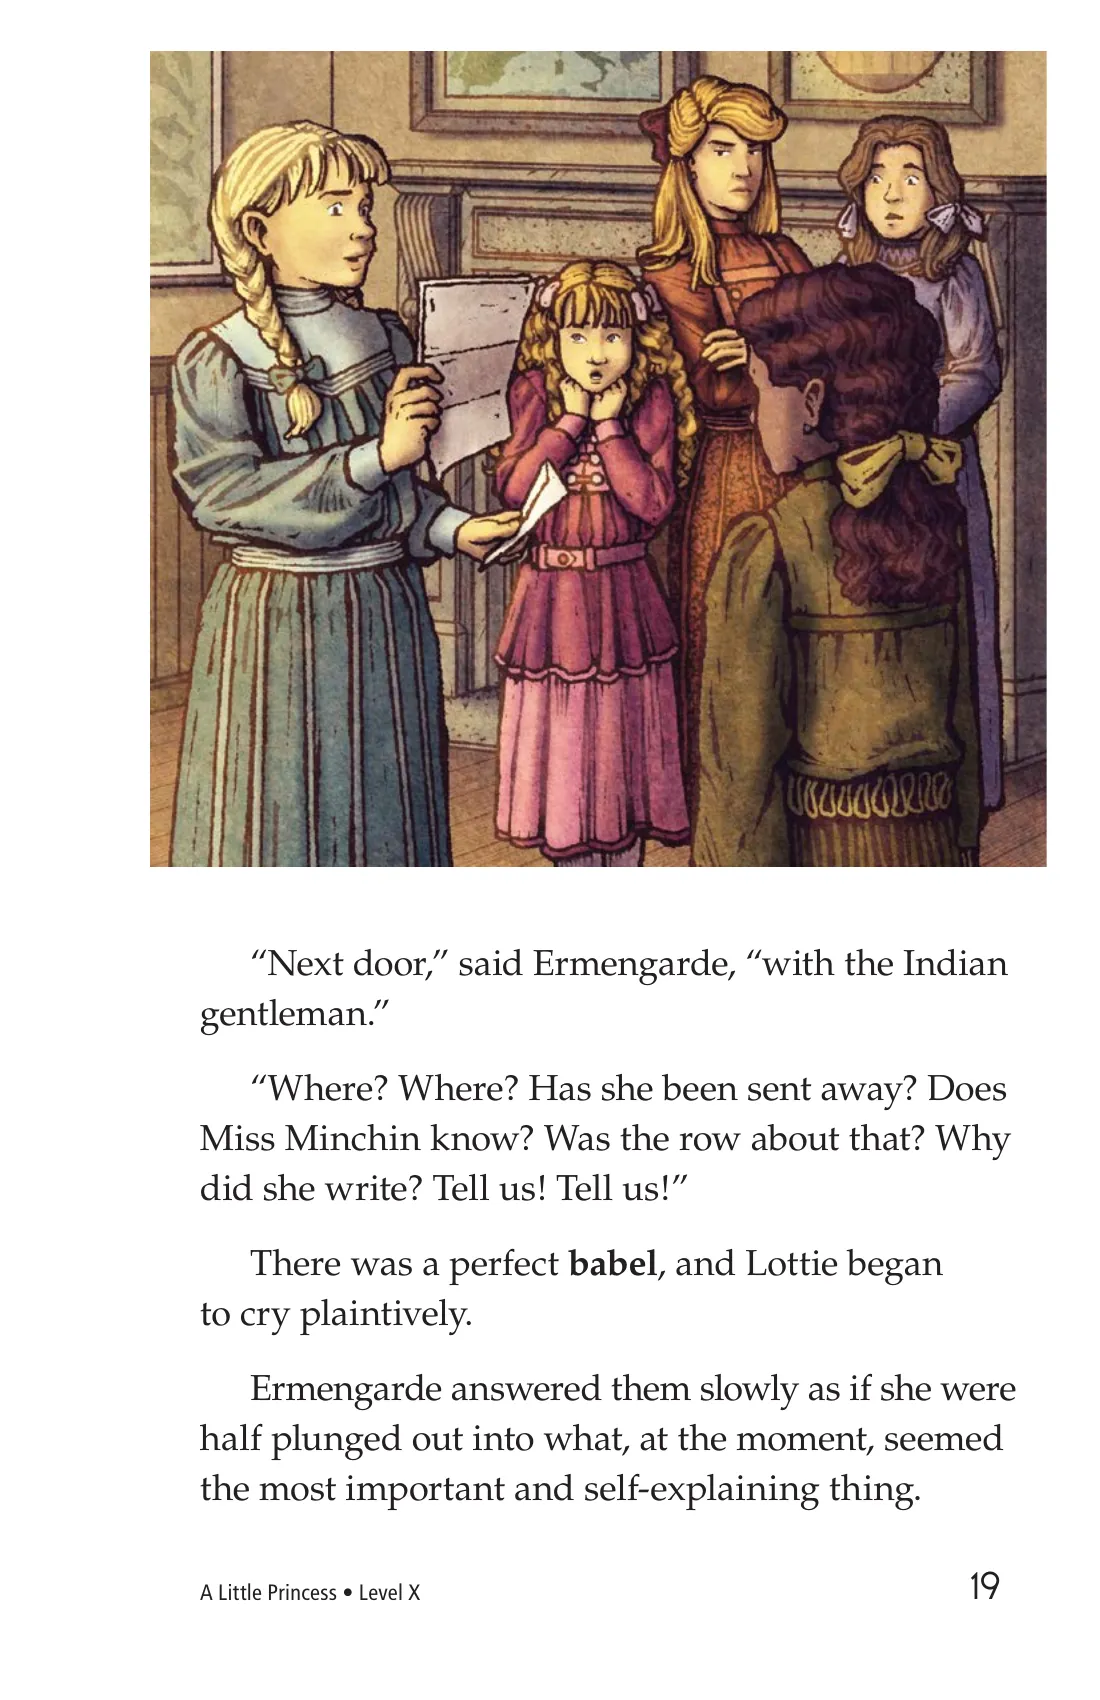 “Next door,” said Ermengarde, “with the Indian
gentleman.”
“Where? Where? Has she been sent away? Does
Miss Minchin know? Was the row about that? Why
did she write? Tell us! Tell us!”
There was a perfect babel, and Lottie began
to cry plaintively.
Ermengarde answered them slowly as if she were
half plunged out into what, at the moment, seemed
the most important and self-explaining thing.
A Little Princess • Level X
19